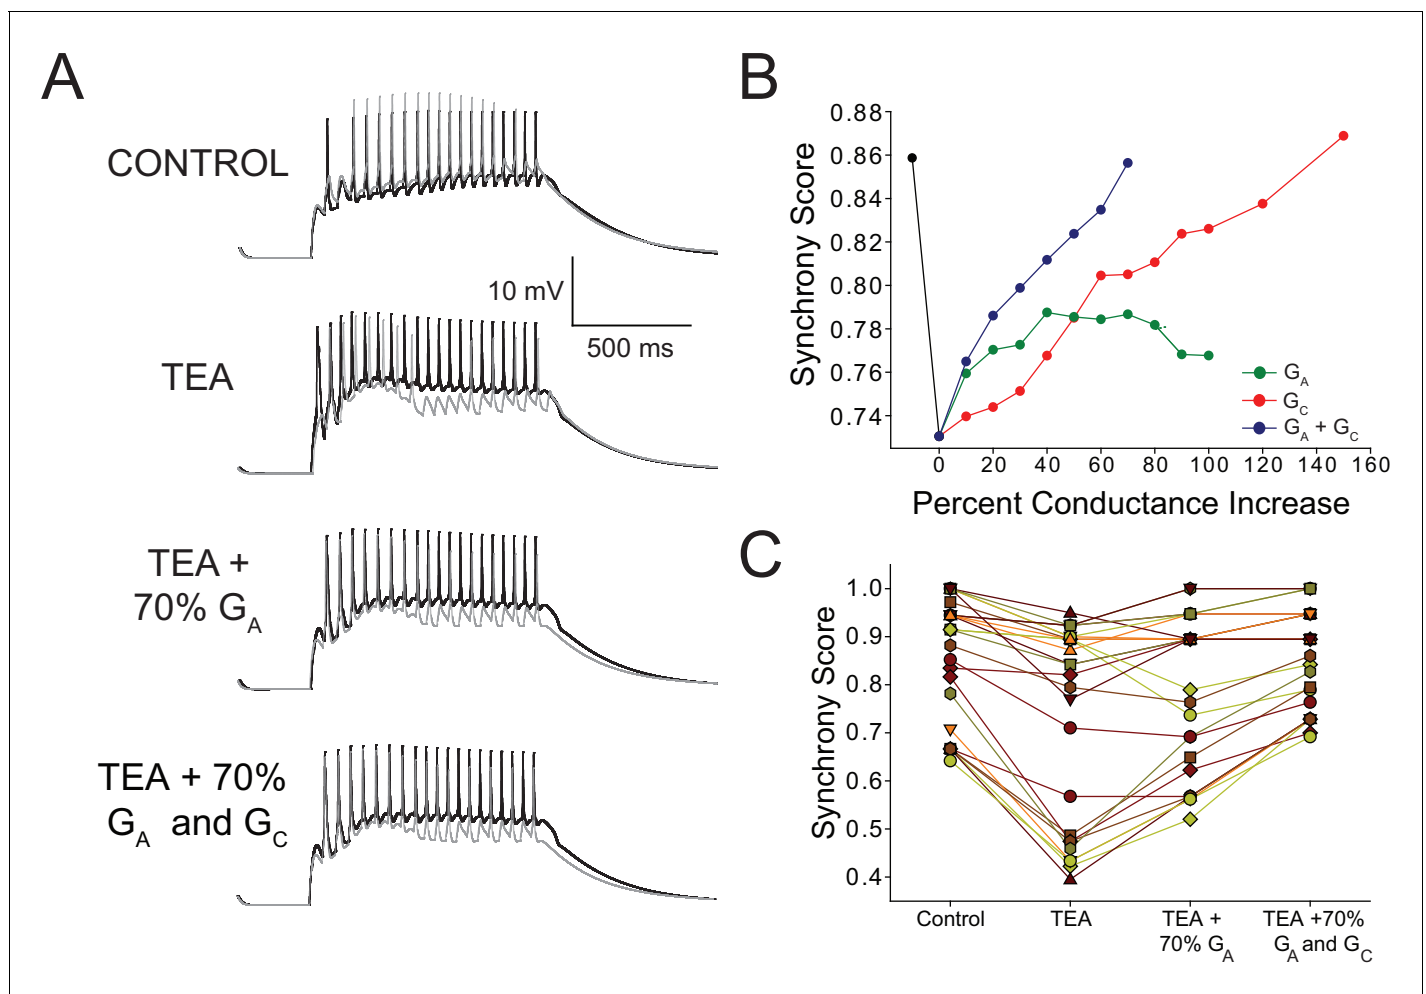 A
CONTROL
10 mV
500 ms
TEA
TEA +
70% GA
TEA + 70%
GA and GC
B
Synchrony Score
0.88
0.86
0.84
0.82
0.80
0.78
0.76
0.74
0 20 40 60 80 100 120 140 160
Percent Conductance Increase
GA
GC
GA + GC
C
Synchrony Score
1.0
0.9
0.8
0.7
0.6
0.5
0.4
Control
TEA
TEA +
70% GA
TEA +70%
GA and GC